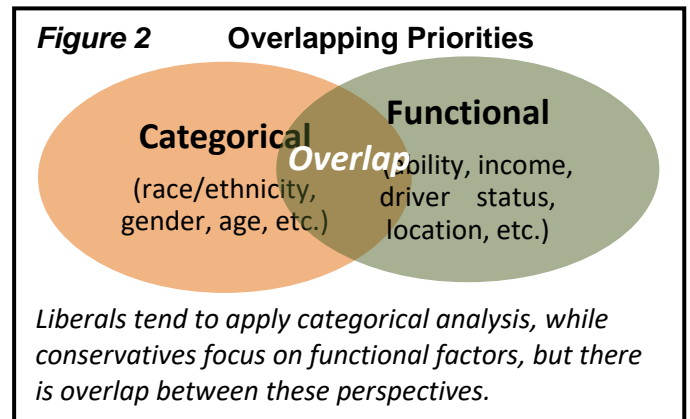 Figure 2 Overlapping Priorities
Categorical
(race/ethnicity,
gender, age, etc.)
Overlap
Functional
(ability, income,
driver status,
location, etc.)
Liberals tend to apply categorical analysis, while
conservatives focus on functional factors, but there
is overlap between these perspectives.